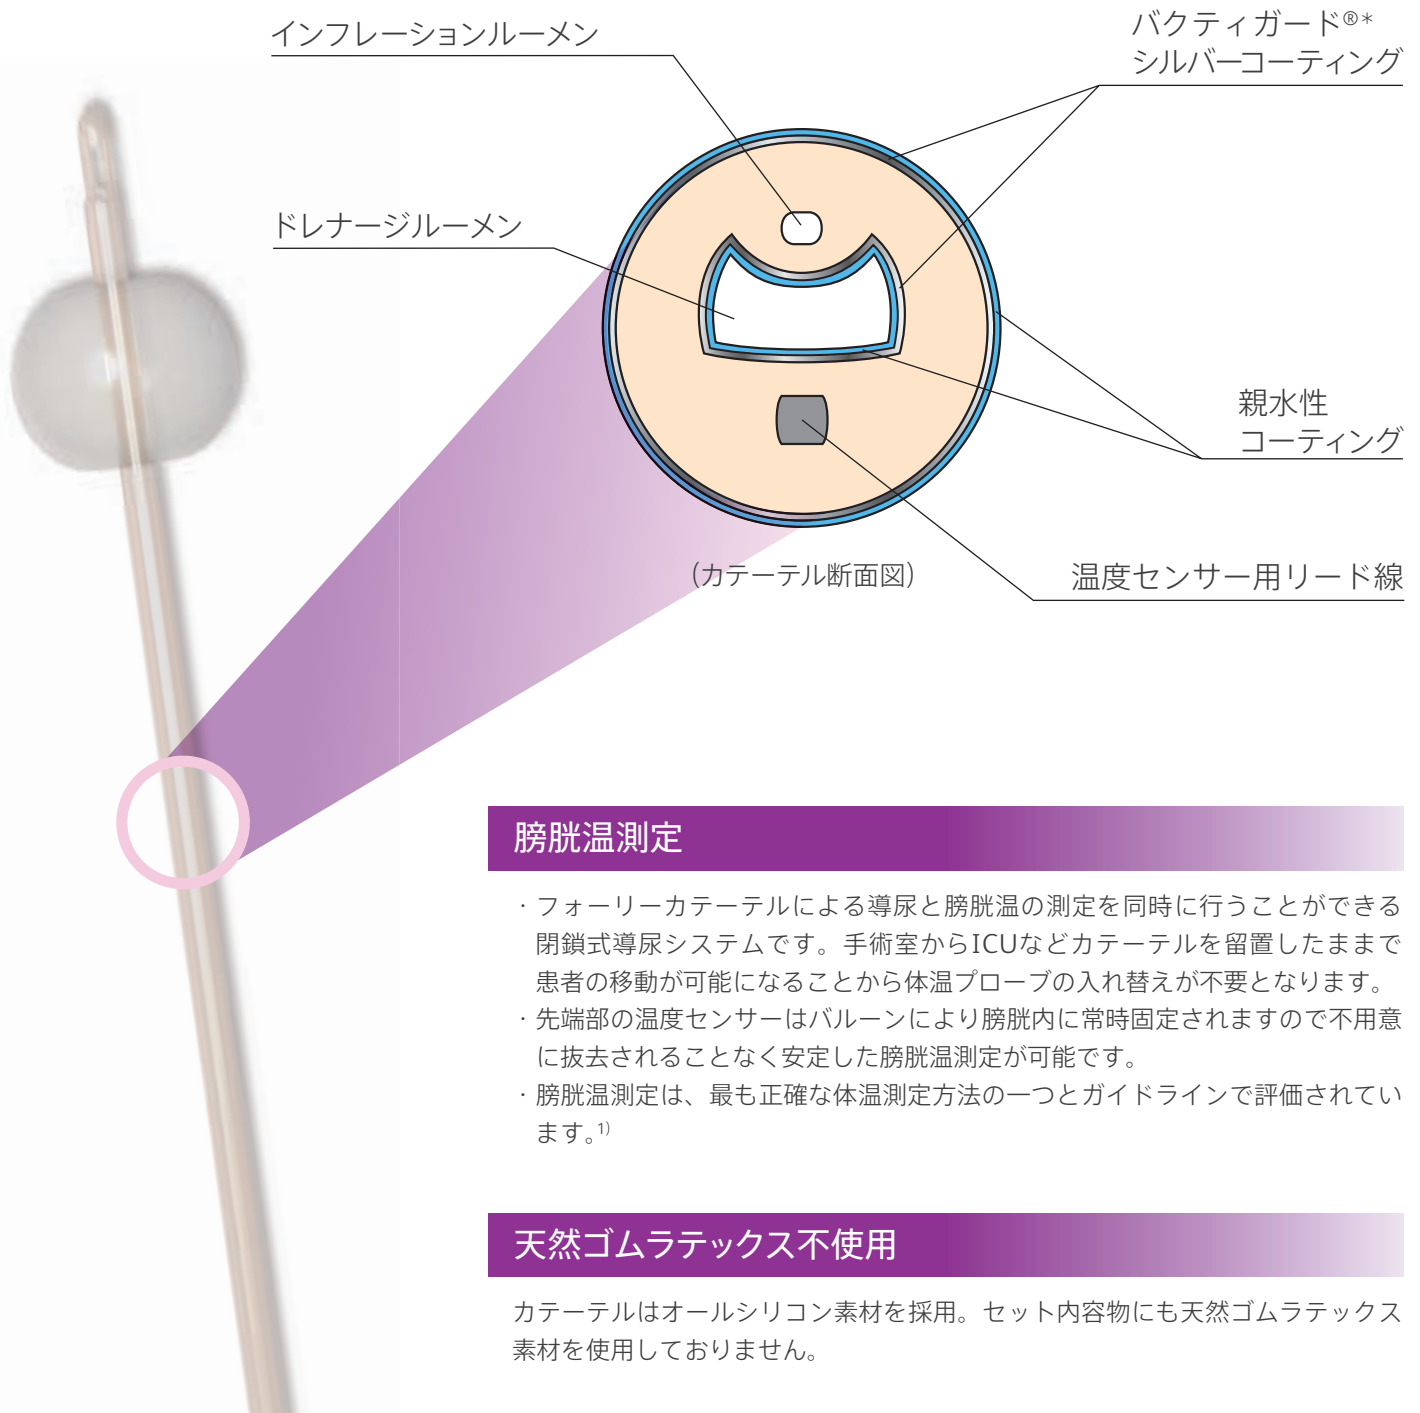 インフレーションルーメン
バクティガード®*
シルバーコーティング
ドレナージルーメン
親水性
コーティング
(カテーテル断面図)
温度センサー用リード線
膀胱温測定
・フォーリーカテーテルによる導尿と膀胱温の測定を同時に行うことができる
閉鎖式導尿システムです。手術室からICUなどカテーテルを留置したままで
患者の移動が可能になることから体温プローブの入れ替えが不要となります。
・先端部の温度センサーはバルーンにより膀胱内に常時固定されますので不用意
に抜去されることなく安定した膀胱温測定が可能です。
・膀胱温測定は、最も正確な体温測定方法の一つとガイドラインで評価されてい
ます。1)
天然ゴムラテックス不使用
カテーテルはオールシリコン素材を採用。セット内容物にも天然ゴムラテックス
素材を使用しておりません。